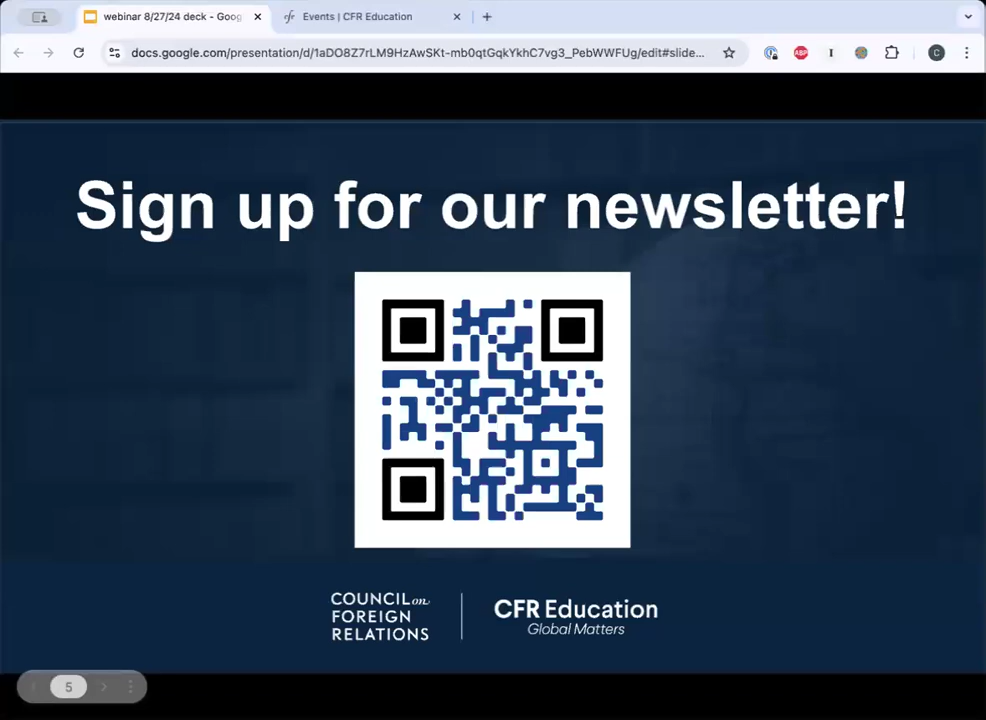 webinar 8/27/24 deck - Goog
Events | CFR Education
docs.google.com/presentation/d/1aDO8Z7rLM9HzAwSKt-mb0qtGqkYkhC7vg3_PebWWFUg/edit#slide...
ABP
I
C
Sign up for our newsletter!
COUNCIL on
FOREIGN
RELATIONS
CFR Education
Global Matters
5